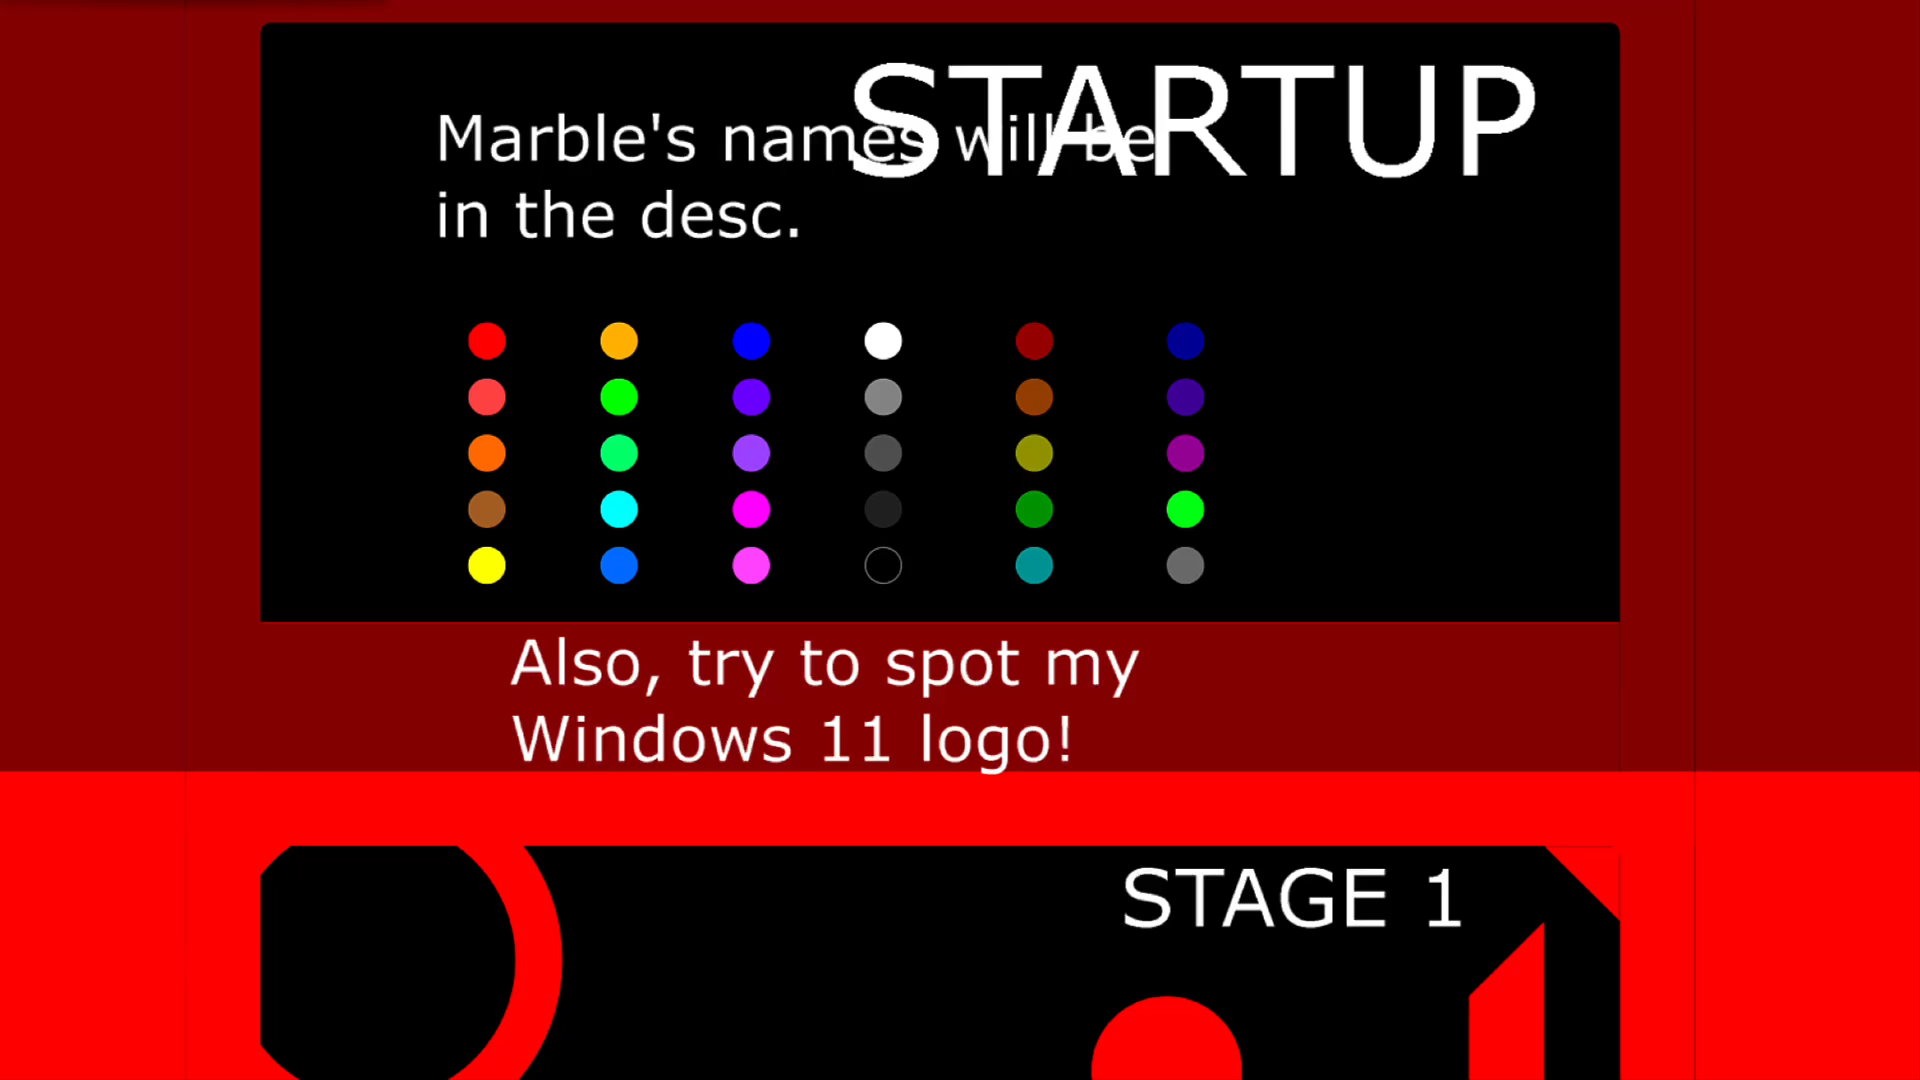 STARTUP
Marble's names will be
in the desc.
Also, try to spot my
Windows 11 logo!
STAGE 1